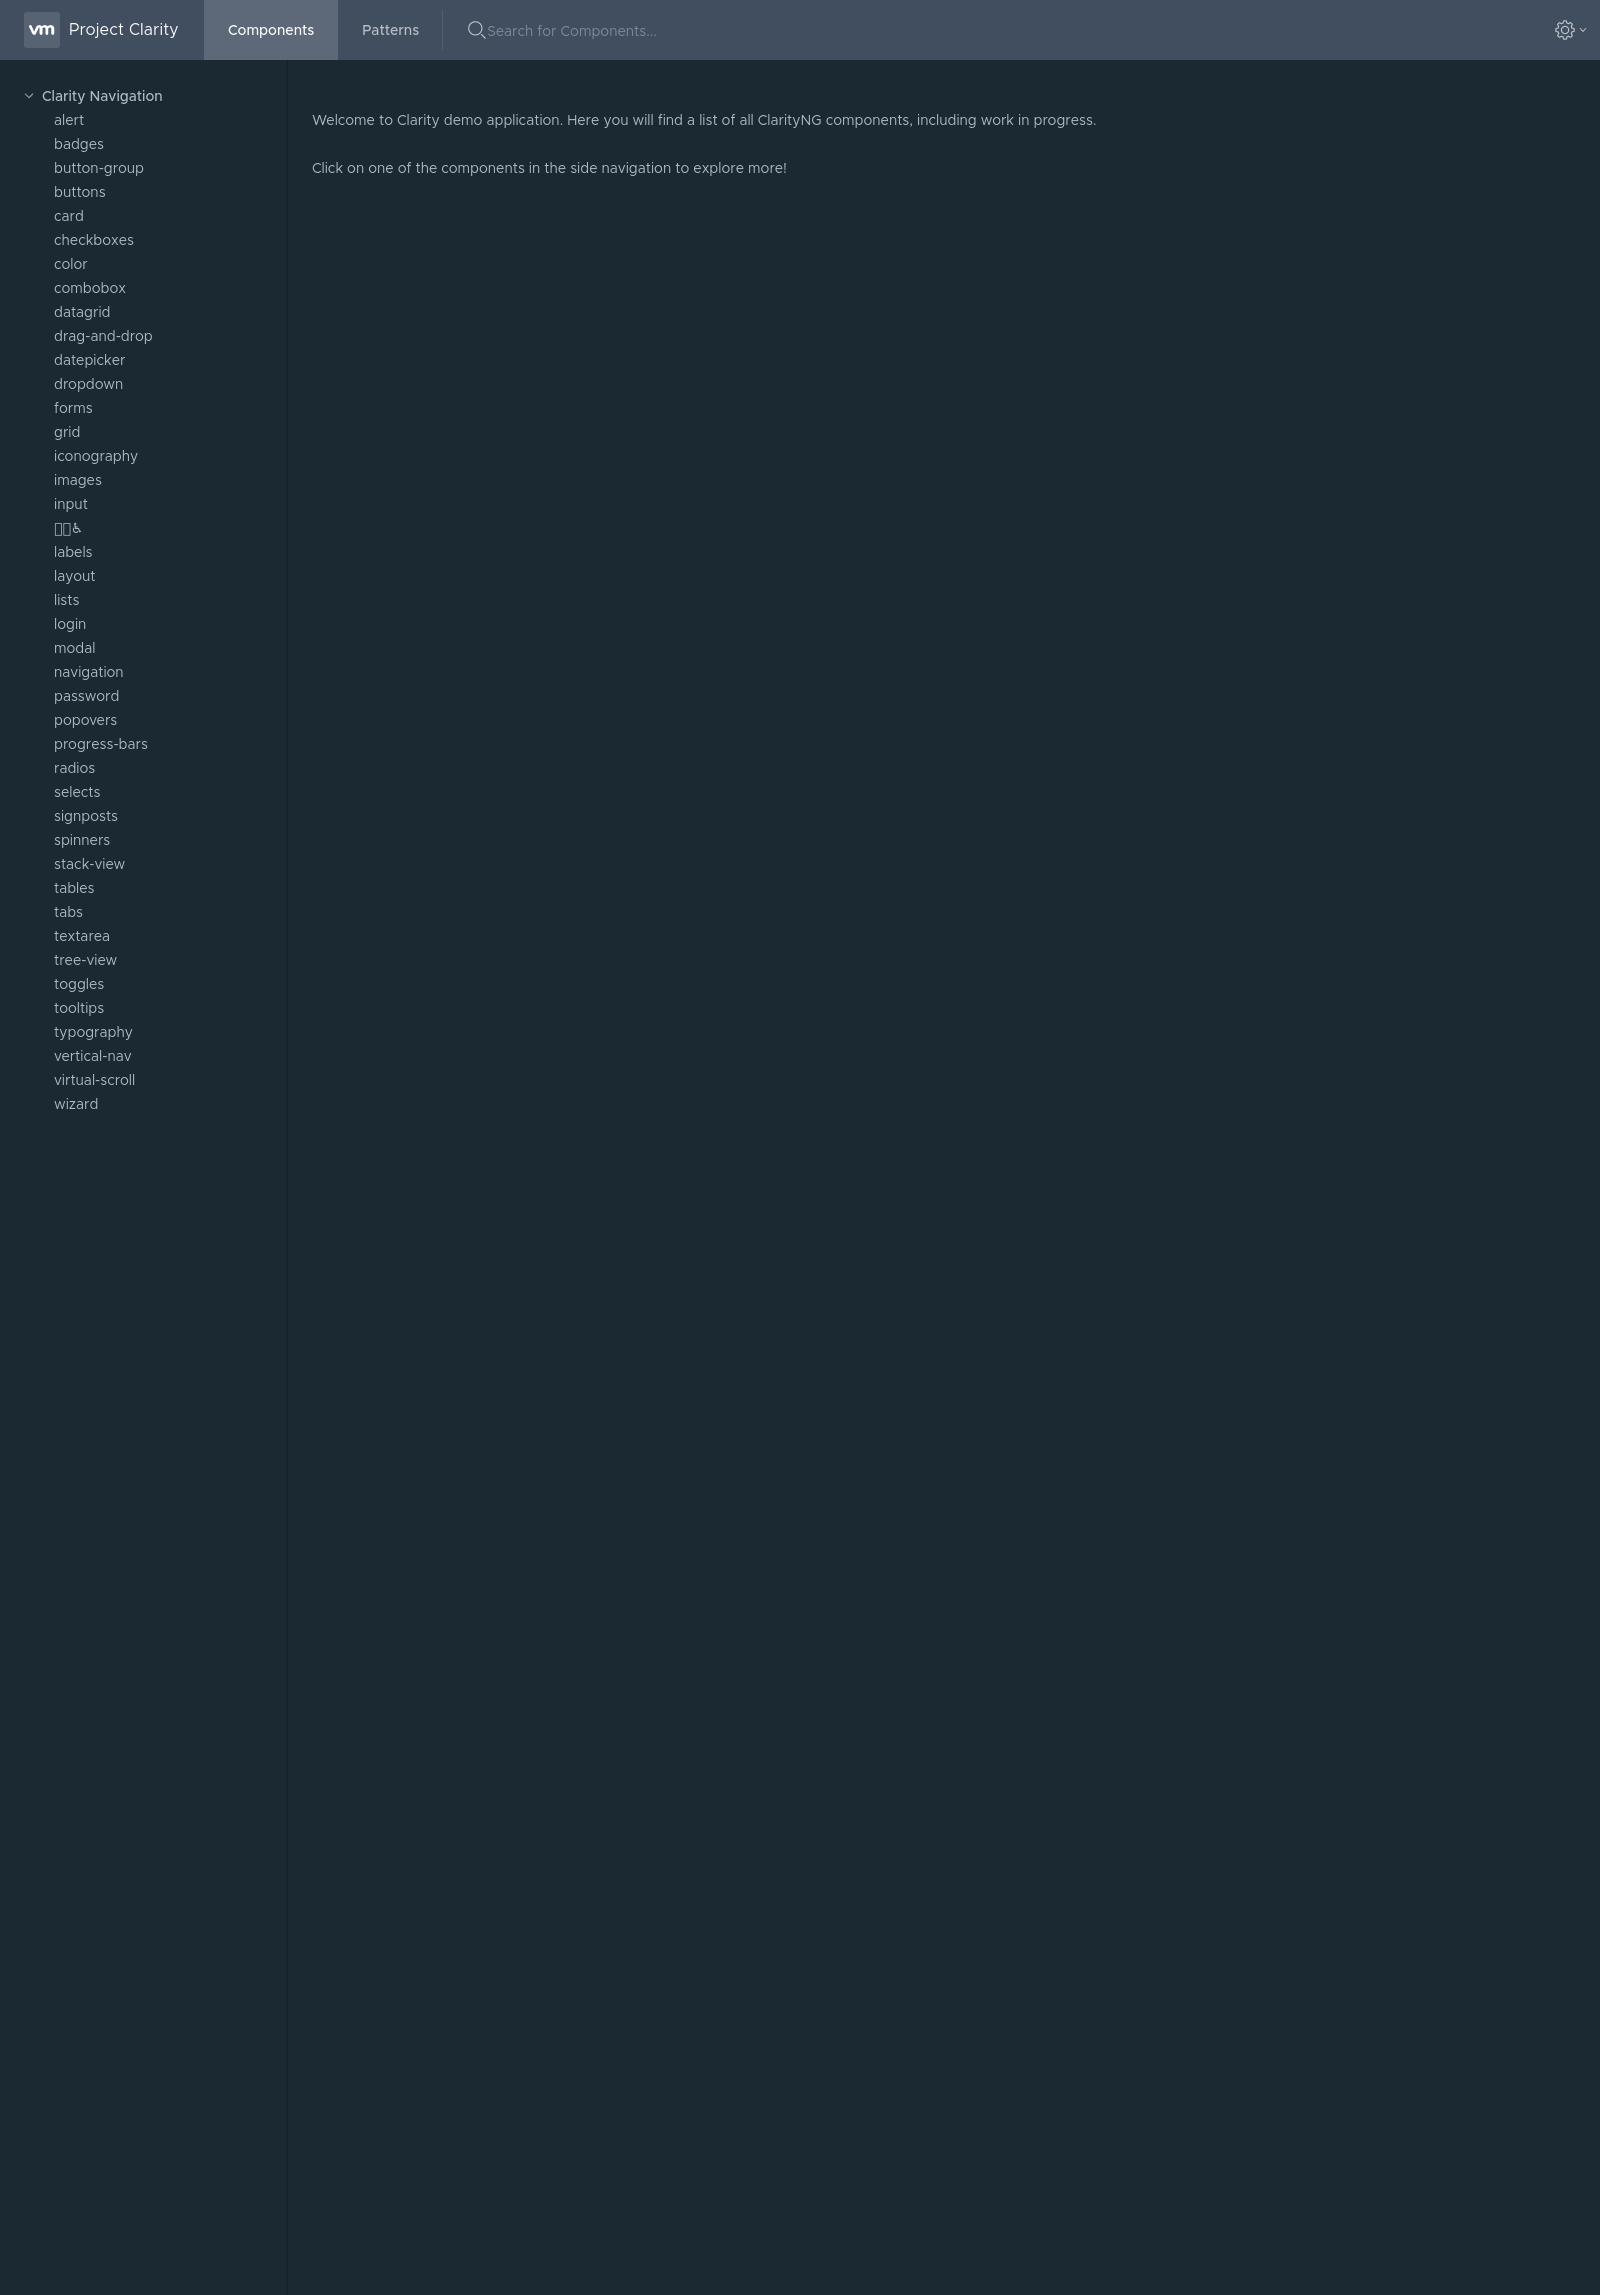 vm Project Clarity Components Patterns Search for Components...
Clarity Navigation
alert
badges
button-group
buttons
card
checkboxes
color
combobox
datagrid
drag-and-drop
datepicker
dropdown
forms
grid
iconography
images
input
♿
labels
layout
lists
login
modal
navigation
password
popovers
progress-bars
radios
selects
signposts
spinners
stack-view
tables
tabs
textarea
tree-view
toggles
tooltips
typography
vertical-nav
virtual-scroll
wizard
Welcome to Clarity demo application. Here you will find a list of all ClarityNG components, including work in progress.
Click on one of the components in the side navigation to explore more!